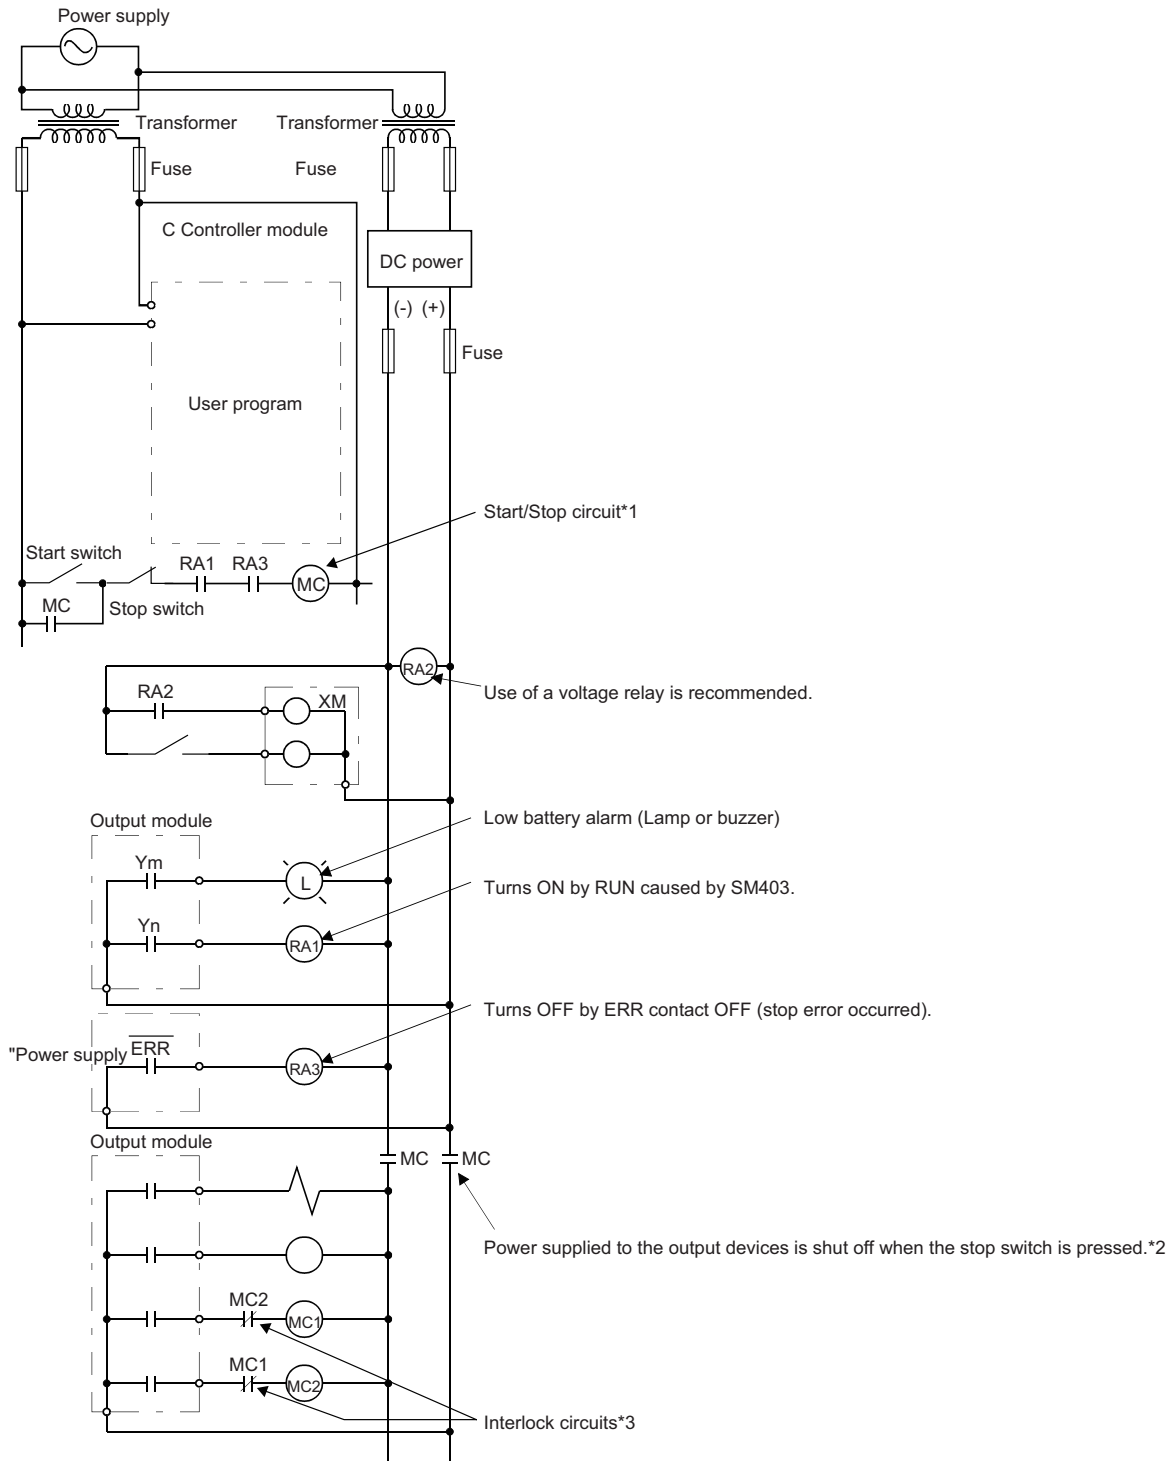 Power supply
Transformer
Transformer
Fuse
Fuse
C Controller module
DC power
(-) (+)
Fuse
User program
Start/Stop circuit*1
Start switch
RA1
RA3
MC
MC
Stop switch
RA2
Use of a voltage relay is recommended.
RA2
XM
Low battery alarm (Lamp or buzzer)
Output module
Ym
L
Turns ON by RUN caused by SM403.
Yn
RA1
Turns OFF by ERR contact OFF (stop error occurred).
"Power supply
ERR
RA3
Output module
MC
MC
Power supplied to the output devices is shut off when the stop switch is pressed.*2
MC2
MC1
MC1
MC2
Interlock circuits*3